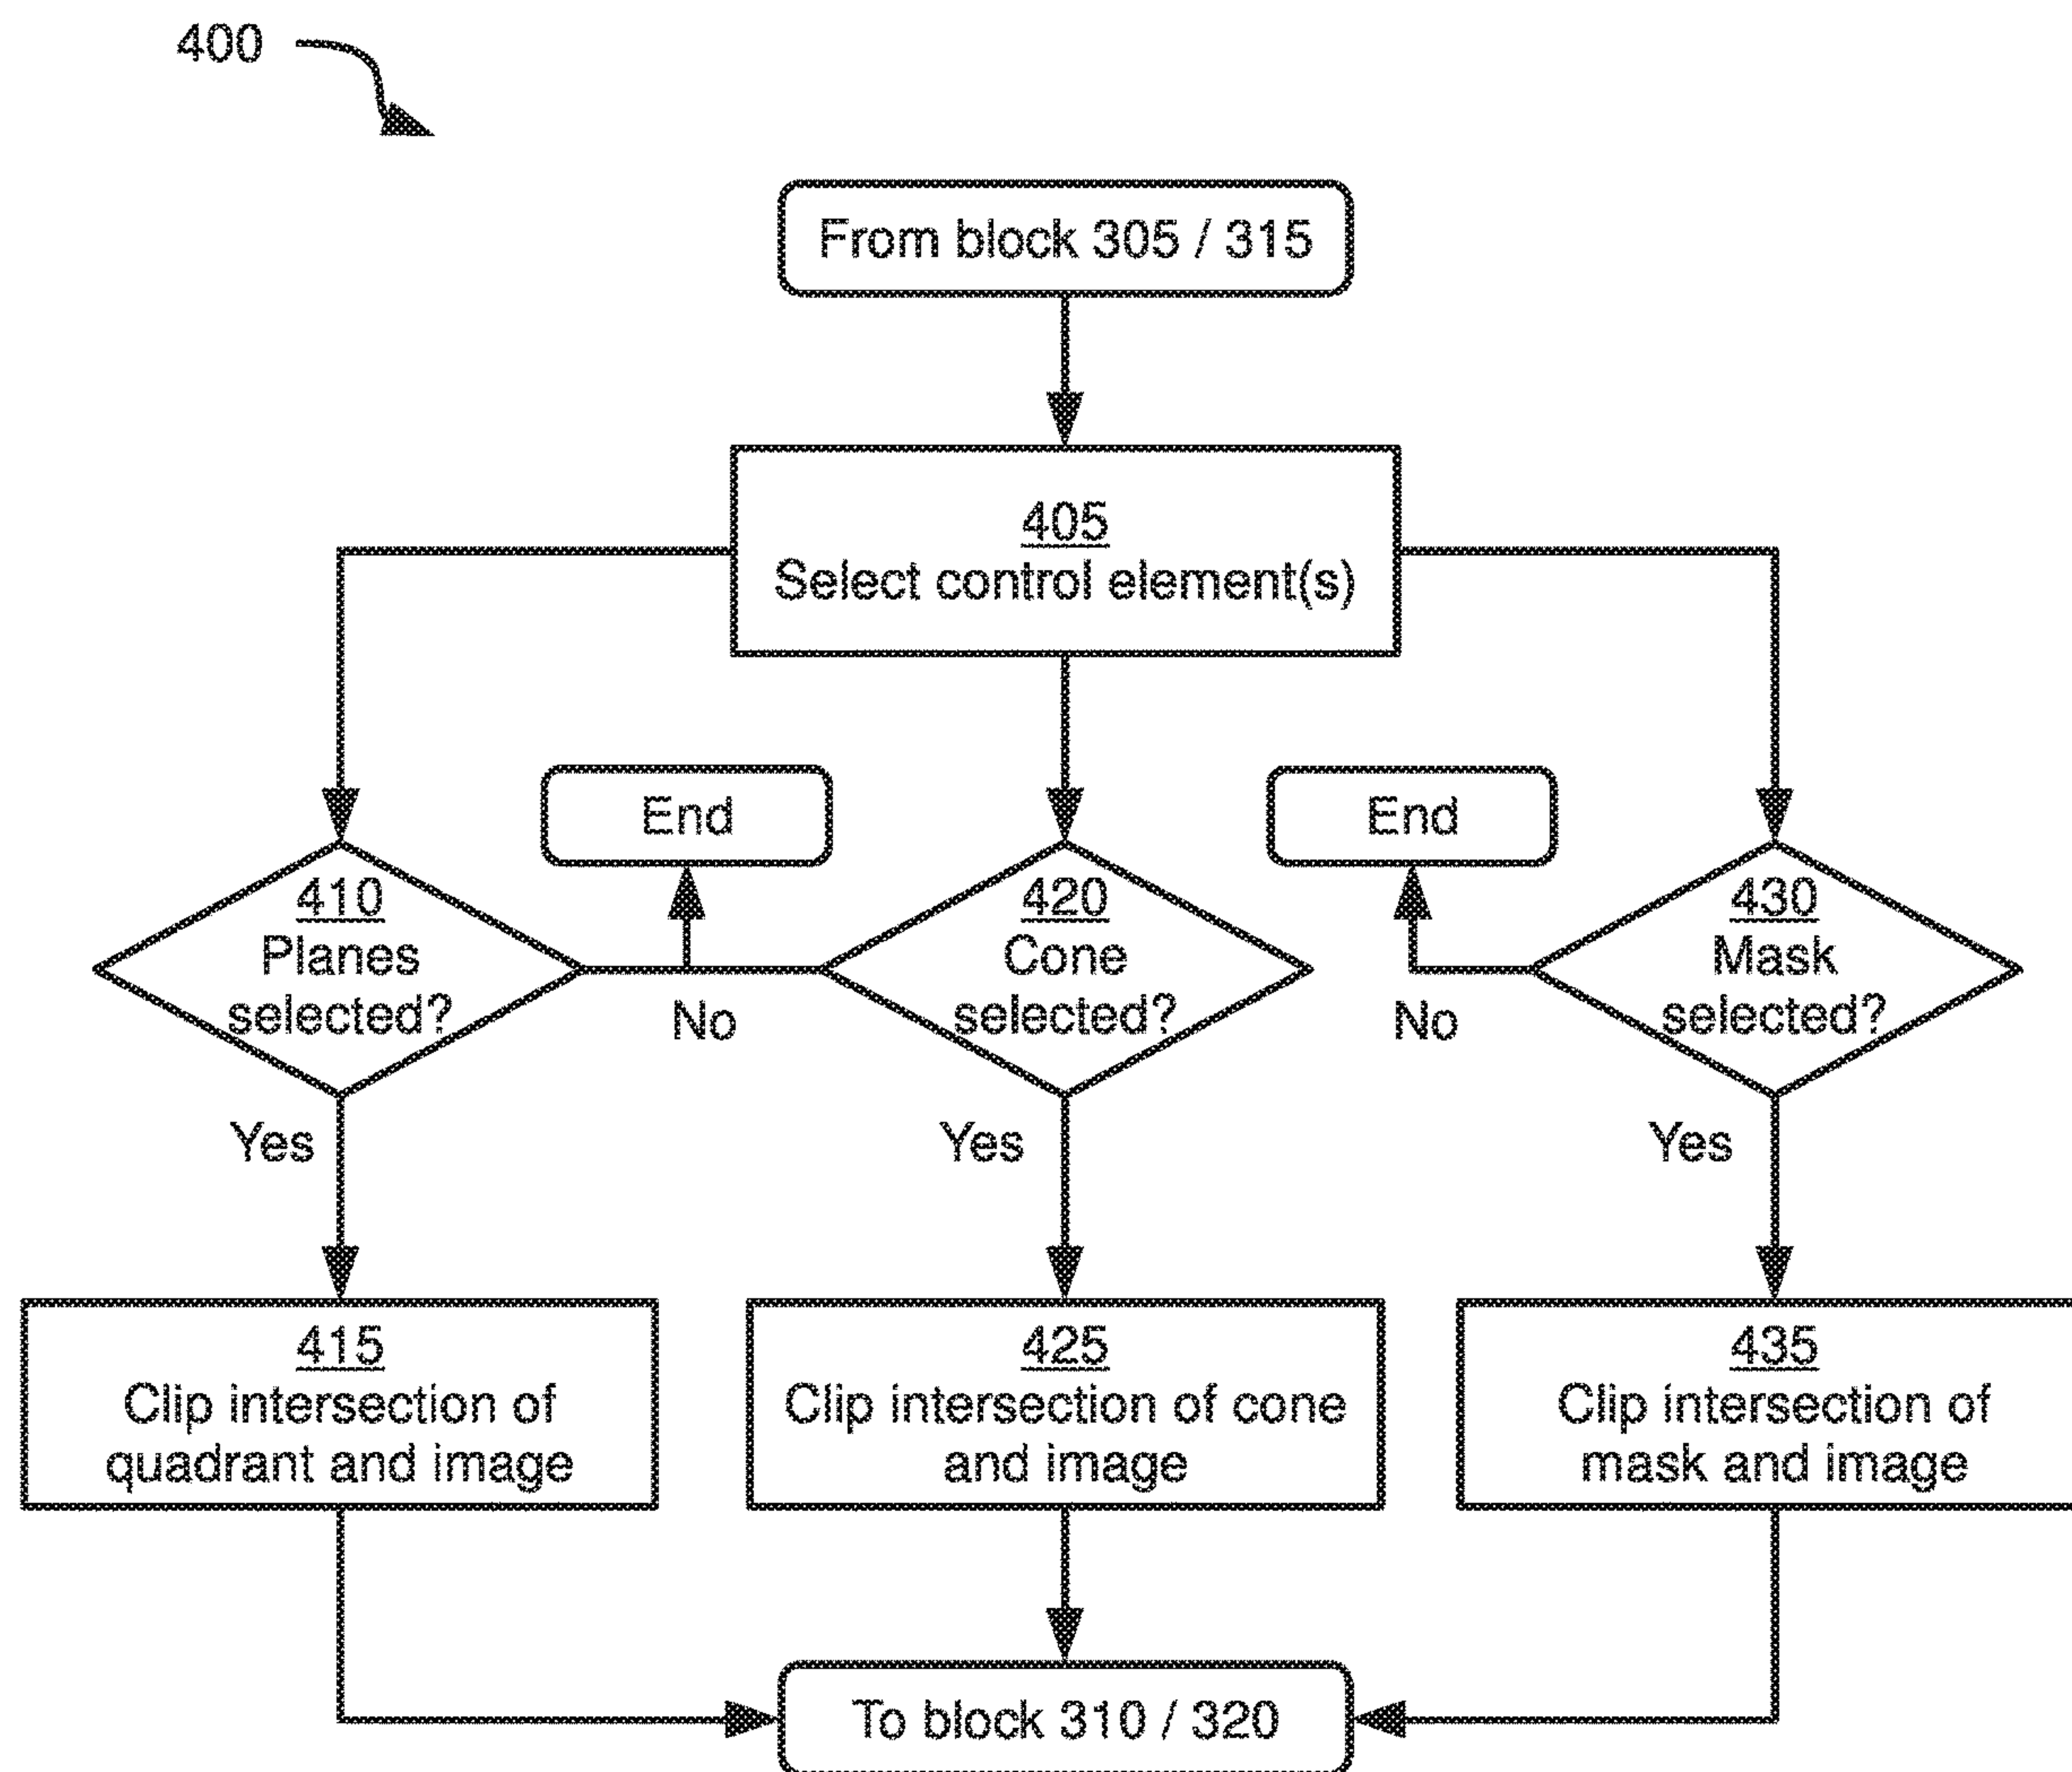 400
From block 305 / 315
405
Select control element(s)
End
End
410
Planes
selected?
420
Cone
selected?
430
Mask
selected?
No
No
Yes
Yes
Yes
415
Clip intersection of
quadrant and image
425
Clip intersection of cone
and image
435
Clip intersection of
mask and image
To block 310 / 320